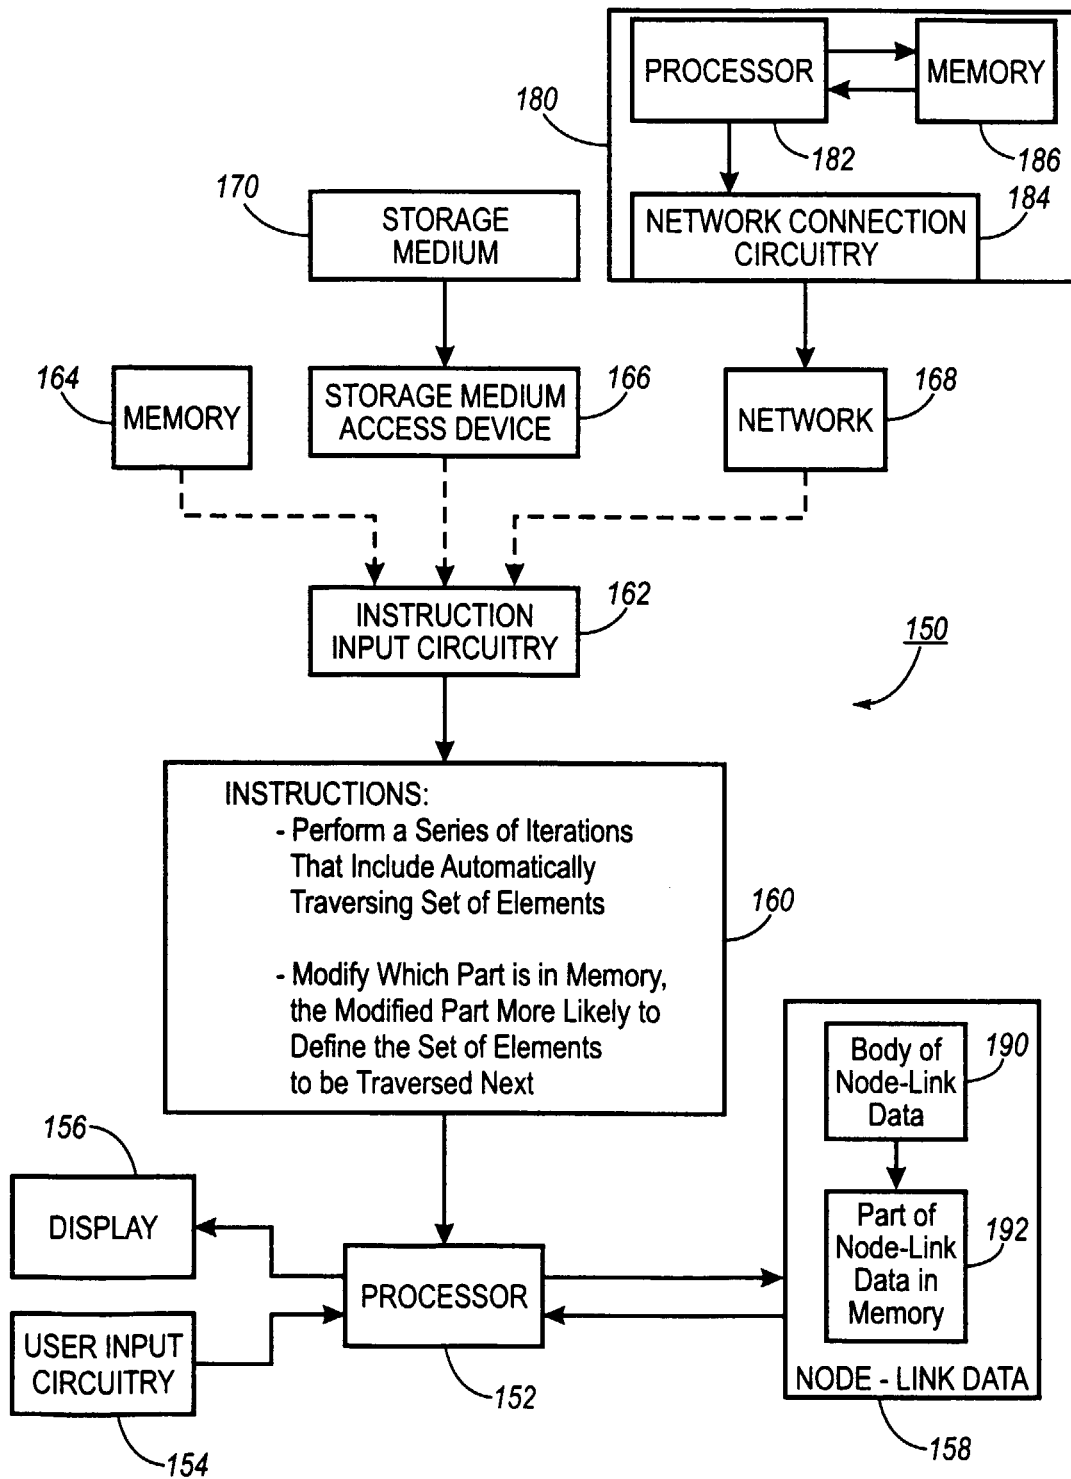 PROCESSOR
MEMORY
180
182
186
170
STORAGE
MEDIUM
NETWORK CONNECTION
CIRCUITRY
184
164
MEMORY
STORAGE MEDIUM
ACCESS DEVICE
166
NETWORK
168
INSTRUCTION
INPUT CIRCUITRY
162
150
INSTRUCTIONS:
- Perform a Series of Iterations
That Include Automatically
Traversing Set of Elements
- Modify Which Part is in Memory,
the Modified Part More Likely to
Define the Set of Elements
to be Traversed Next
160
Body of
Node-Link
Data
190
Part of
Node-Link
Data in
Memory
192
NODE - LINK DATA
158
156
DISPLAY
PROCESSOR
152
USER INPUT
CIRCUITRY
154